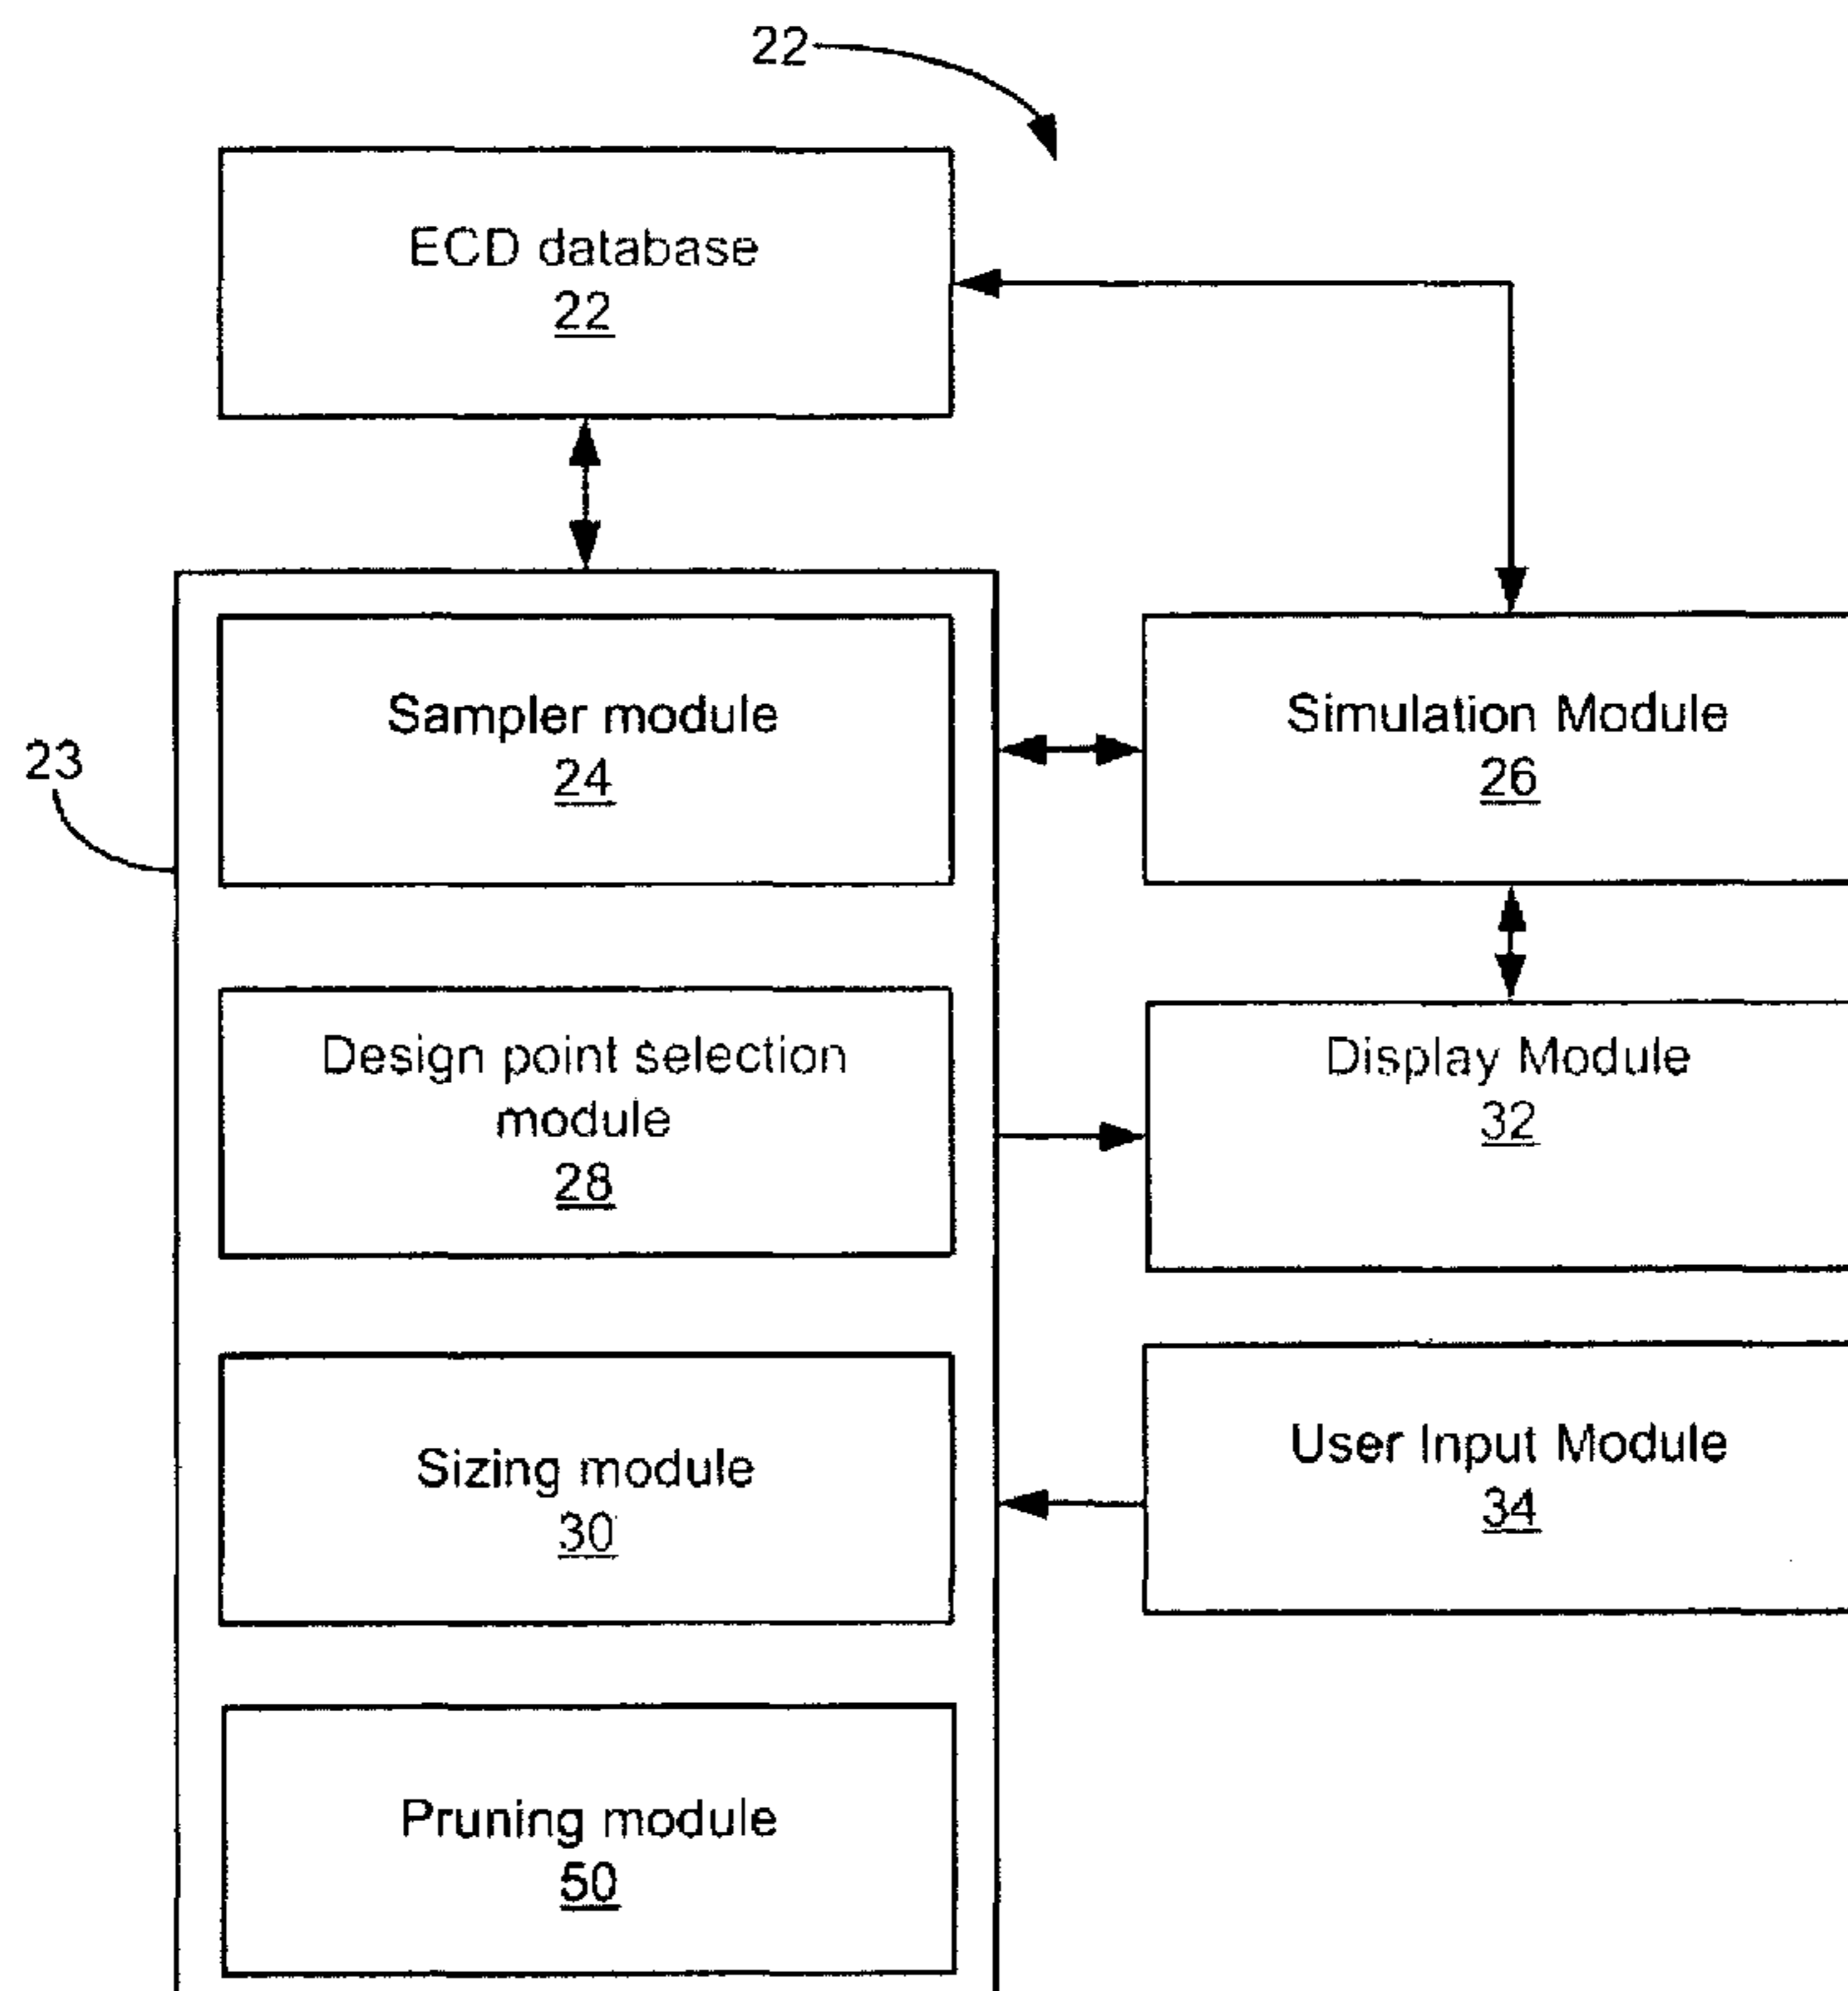 22
ECD database
22
Sampler module
24
Simulation Module
26
23
Design point selection
module
28
Display Module
32
Sizing module
30
User Input Module
34
Pruning module
50